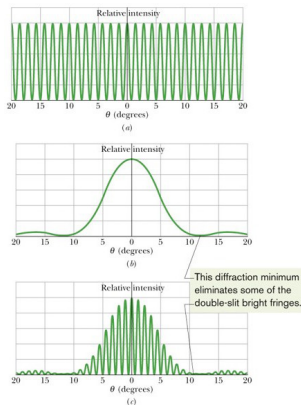 Relative intensity
20 15 10 5 0 5 10 15 20
θ (degrees)
(a)
Relative intensity
20 15 10 5 0 5 10 15 20
θ (degrees)
(b)
This diffraction minimum
eliminates some of the
double-slit bright fringes.
Relative intensity
20 15 10 5 0 5 10 15 20
θ (degrees)
(c)